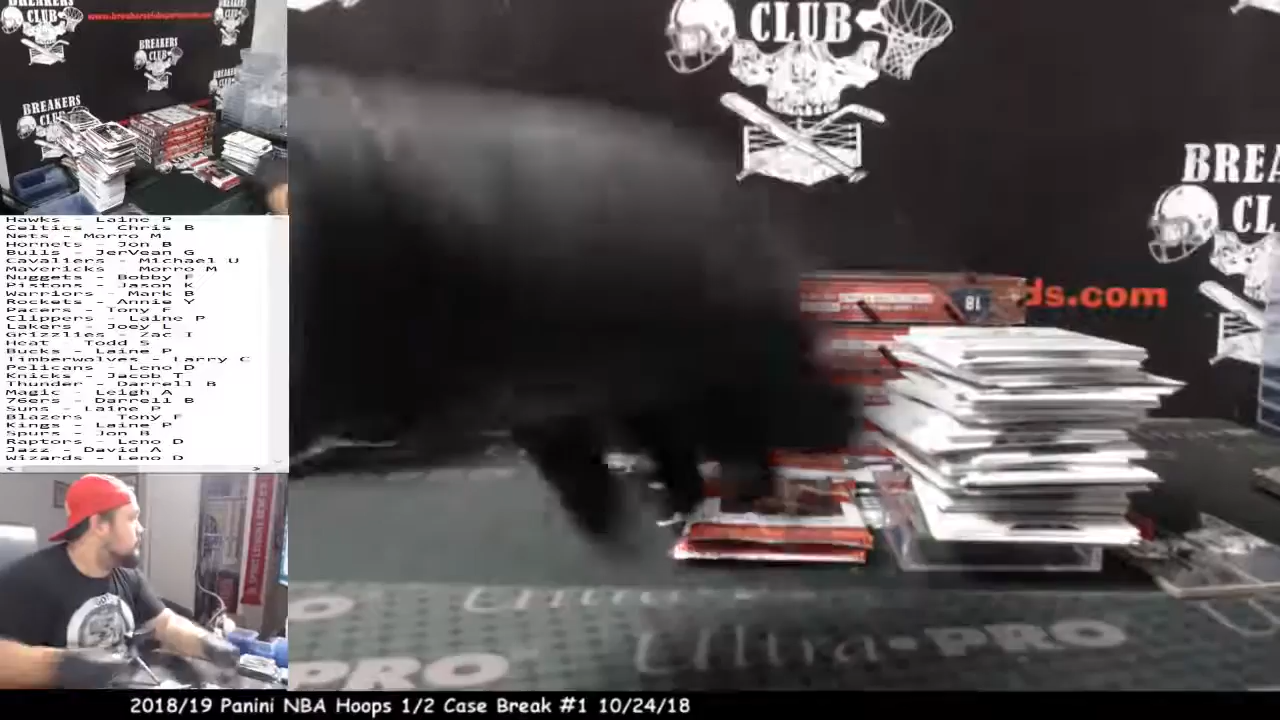 BREAKERS
CLUB
BREAKERS
CLUB
Hawks - Laine P
Celtics - Chris B
Nets - Morro M
Hornets - Jon B
Bulls - JerVean G
Cavaliers - Michael U
Mavericks - Morro M
Nuggets - Bobby F
Pistons - Jason K
Warriors - Mark B
Rockets - Annie Y
Pacers - Tony F
Clippers - Laine P
Lakers - Joey L
Grizzlies - Zac I
Heat - Todd S
Bucks - Laine P
Timberwolves - Larry C
Pelicans - Leno D
Knicks - Jacob T
Thunder - Darrell B
Magic - Leigh A
76ers - Darrell B
Suns - Laine P
Blazers - Tony F
Kings - Laine P
Spurs - Jon B
Raptors - Leno D
Jazz - David A
Wizards - Leno D
CLUB
BREA
CL
ds.com
18
Ultra
Ultra•PRO
PRO
2018/19 Panini NBA Hoops 1/2 Case Break #1 10/24/18